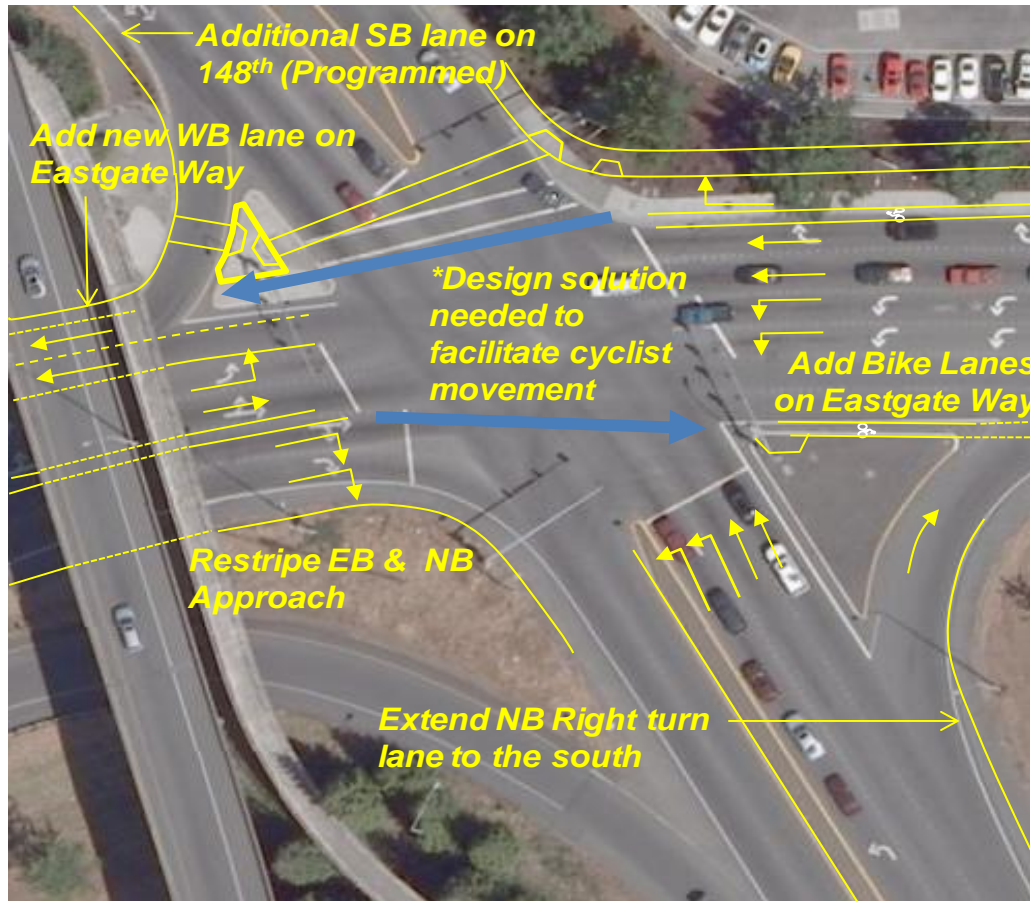 Additional SB lane on
148th (Programmed)
Add new WB lane on
Eastgate Way
*Design solution
needed to
facilitate cyclist
movement
Add Bike Lanes
on Eastgate Way
Restripe EB & NB
Approach
Extend NB Right turn
lane to the south